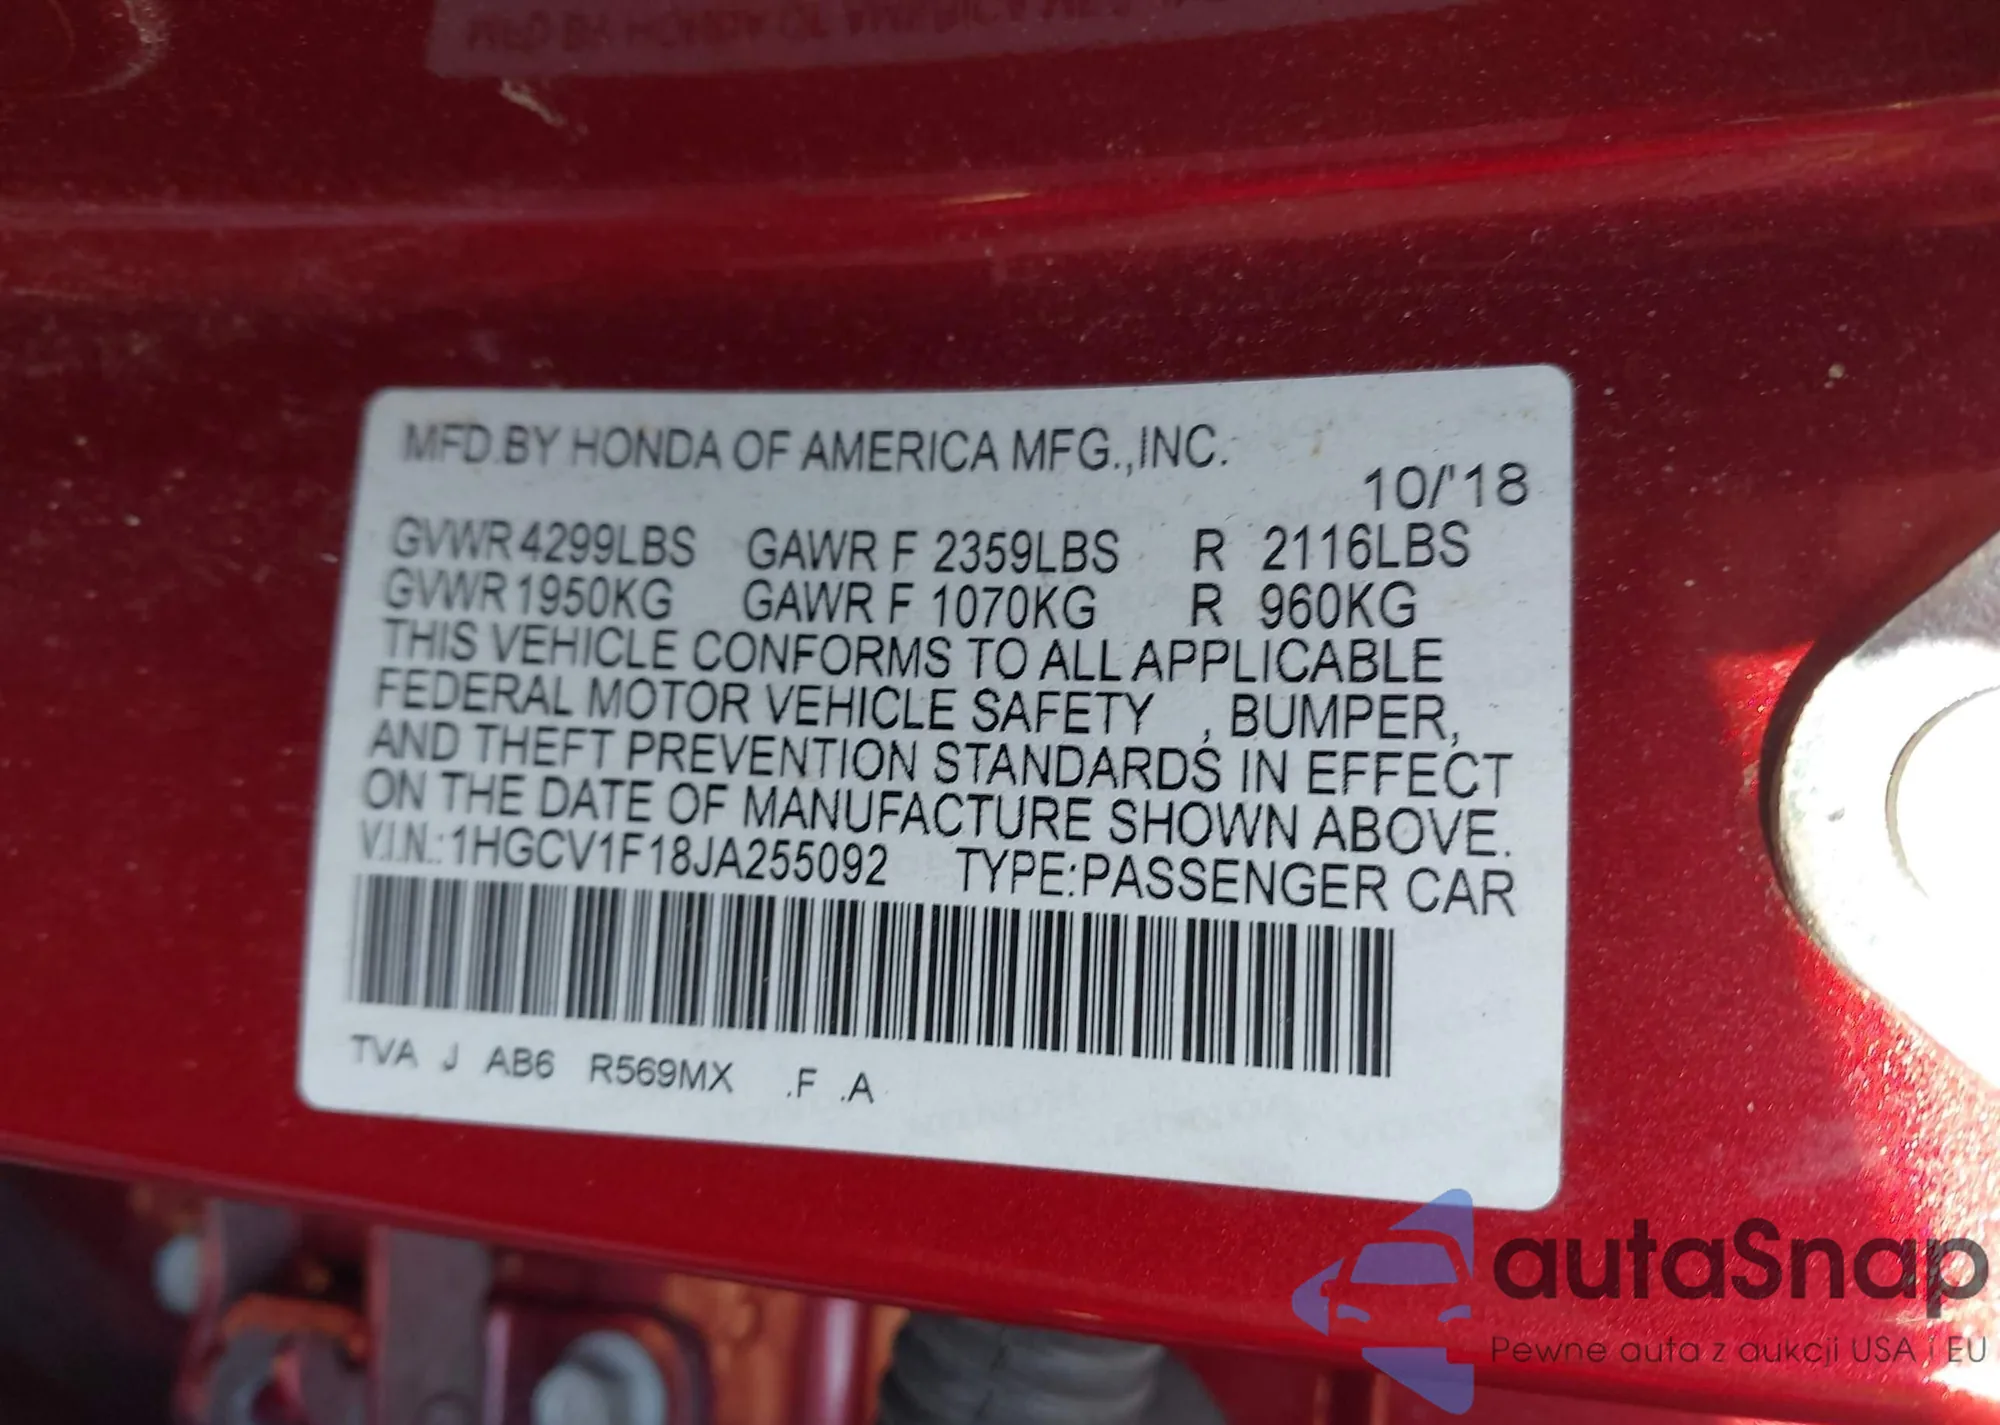 MFD.BY HONDA OF AMERICA MFG.,INC.
10/'18
GVWR 4299LBS GAWR F 2359LBS R 2116LBS
GVWR 1950KG GAWR F 1070KG R 960KG
THIS VEHICLE CONFORMS TO ALL APPLICABLE
FEDERAL MOTOR VEHICLE SAFETY , BUMPER,
AND THEFT PREVENTION STANDARDS IN EFFECT
ON THE DATE OF MANUFACTURE SHOWN ABOVE.
V.I.N.:1HGCV1F18JA255092 TYPE:PASSENGER CAR
TVA J AB6 R569MX .F .A
autaSnap
Pewne auta z aukcji USA i EU